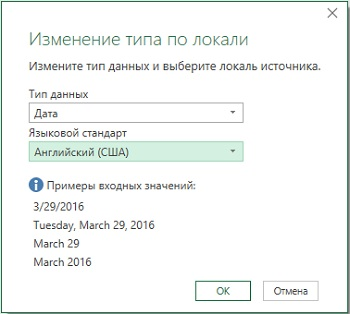 Изменение типа по локали
Измените тип данных и выберите локаль источника.
Тип данных
Дата
Языковой стандарт
Английский (США)
Примеры входных значений:
3/29/2016
Tuesday, March 29, 2016
March 29
March 2016
ОК
Отмена